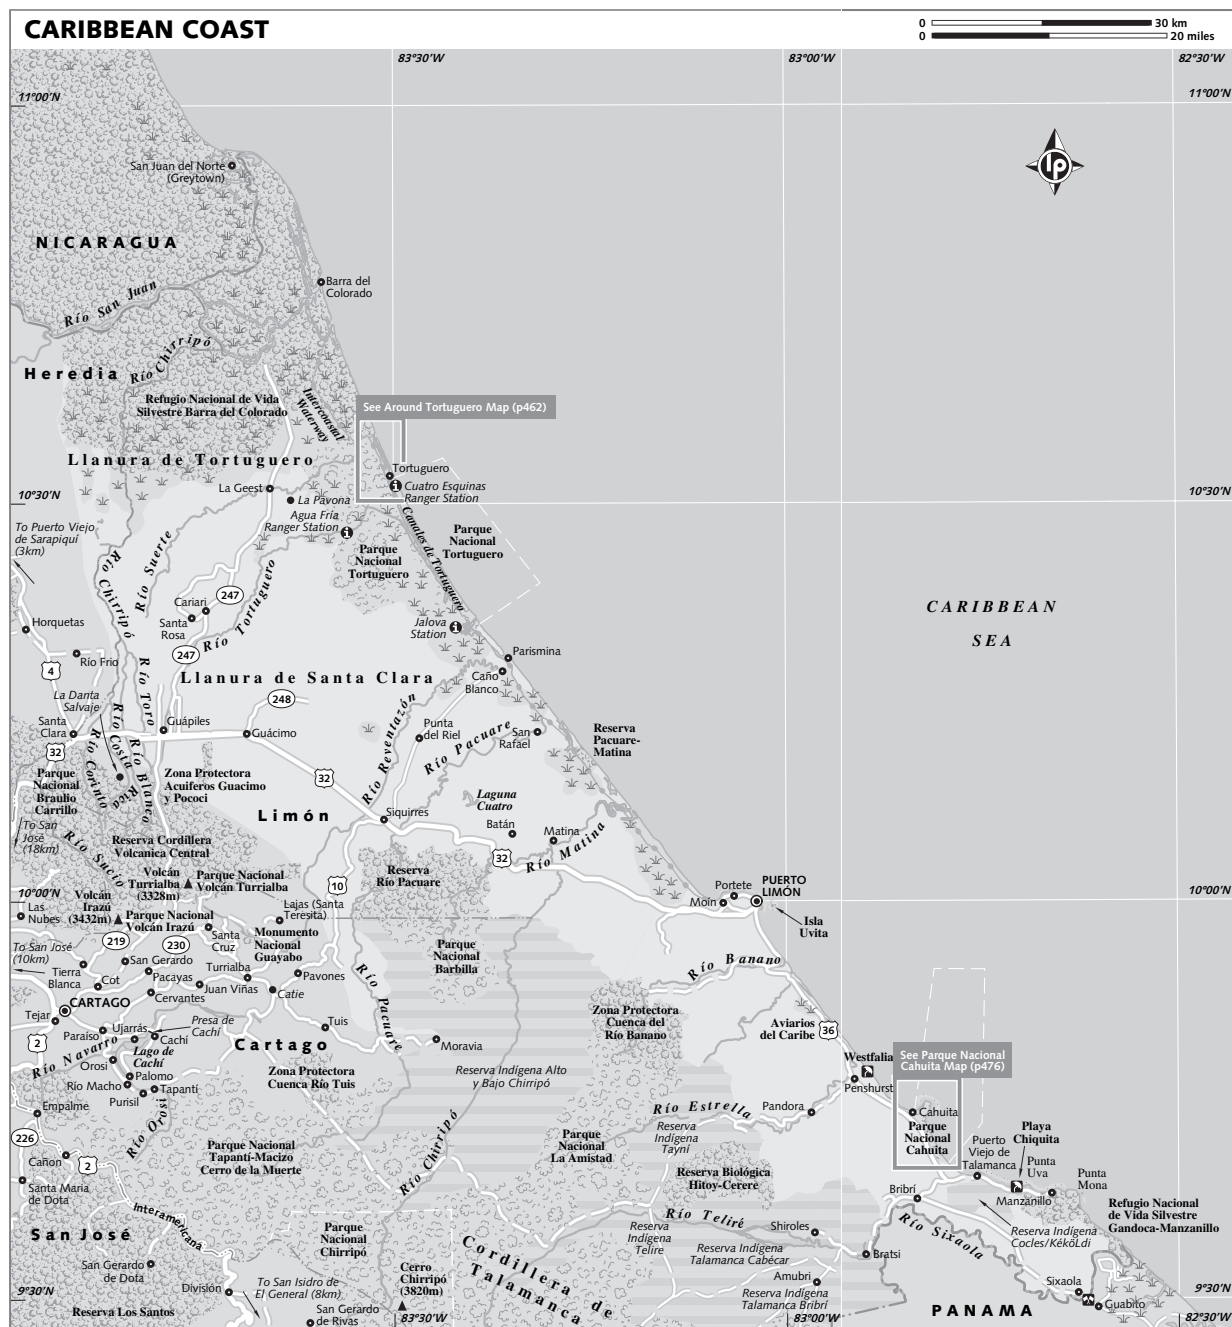 CARIBBEAN COAST
0 30 km
0 20 miles
83°30'W
83°00'W
82°30'W
11°00'N
11°00'N
lp
San Juan del Norte
(Greytown)
NICARAGUA
Barra del
Colorado
Río San Juan
Río Chirripó
Heredia
Refugio Nacional de Vida
Silvestre Barra del Colorado
Intercoastal
Waterway
See Around Tortuguero Map (p462)
Llanura de Tortuguero
Tortuguero
La Geest
Cuatro Esquinas
Ranger Station
La Pavona
10°30'N
10°30'N
Agua Fría
Ranger Station
To Puerto Viejo
de Sarapiquí
(3km)
Canales de Tortuguero
Parque
Nacional
Tortuguero
Parque
Nacional
Tortuguero
Río Chirripó
Río Suerte
Río Tortuguero
247
Cariari
Santa
Rosa
CARIBBEAN
SEA
Jalova
Station
Horquetas
Río Frio
247
4
Parismina
Llanura de Santa Clara
Caño
Blanco
La Danta
Salvaje
Río Toro
248
Santa
Clara
Guápiles
Guácimo
Río Reventazón
Punta
del Riel
Río Pacuare
San
Rafael
Reserva
Pacuare-
Matina
32
Río Costa Rica
Río Corinto
Río Blanco
Parque
Nacional
Braulio
Carrillo
Zona Protectora
Acuiferos Guacimo
y Pococi
32
Limón
Siquirres
Laguna
Cuatro
Batán
Matina
Río Matina
To San
José
(18km)
Río Sucio
Reserva Cordillera
Volcanica Central
32
Volcán
Turrialba
(3328m)
Parque Nacional
Volcán Turrialba
Reserva
Río Pacuare
10
10°00'N
10°00'N
Las
Nubes
Volcán
Irazú
(3432m)
Parque Nacional
Volcán Irazú
Lajas (Santa
Teresita)
Portete
Moín
PUERTO
LIMÓN
Isla
Uvita
219
230
Santa
Cruz
Monumento
Nacional
Guayabo
Parque
Nacional
Barbilla
To San José
(10km)
San Gerardo
Tierra
Blanca
Cot
Pacayas
Turrialba
Pavones
Juan Viñas
Catie
Cervantes
Río Pacuare
Río Banano
CARTAGO
Tejar
Zona Protectora
Cuenca del
Río Banano
Aviarios
del Caribe
36
Paraíso
Ujarrás
Presa de
Cachí
Cachí
Tuis
2
Río Navarro
Lago de
Cachí
Cartago
Moravia
Orosi
Palomo
Río Macho
Tapantí
Purisil
Zona Protectora
Cuenca Río Tuis
Reserva Indígena Alto
y Bajo Chirripó
Westfalia
See Parque Nacional
Cahuita Map (p476)
Penshurst
Empalme
Río Orosi
Río Estrella
Pandora
Cahuita
Parque
Nacional
Cahuita
226
Reserva
Indígena
Tayní
Playa
Chiquita
Puerto
Viejo de
Talamanca
Punta
Uva
Punta
Mona
Parque Nacional
Tapantí-Macizo
Cerro de la Muerte
Parque
Nacional
La Amistad
Río Chirripó
Reserva Biológica
Hitoy-Cereré
Cañon
2
Santa Maria
de Dota
Bribrí
Manzanillo
Refugio Nacional
de Vida Silvestre
Gandoca-Manzanillo
Interamericana
San José
Parque
Nacional
Chirripó
Río Teliré
Reserva
Indígena
Telire
Shiroles
Río Sixaola
Reserva Indígena
Cocles/KéköLdi
San Gerardo
de Dota
Cordillera de
Talamanca
Reserva Indígena
Talamanca Cabécar
Bratsi
División
To San Isidro de
El General (8km)
Cerro
Chirripó
(3820m)
Amubri
Sixaola
Reserva Indígena
Talamanca Bribrí
9°30'N
9°30'N
Reserva Los Santos
San Gerardo
de Rivas
PANAMA
Guabito
83°30'W
83°00'W
82°30'W